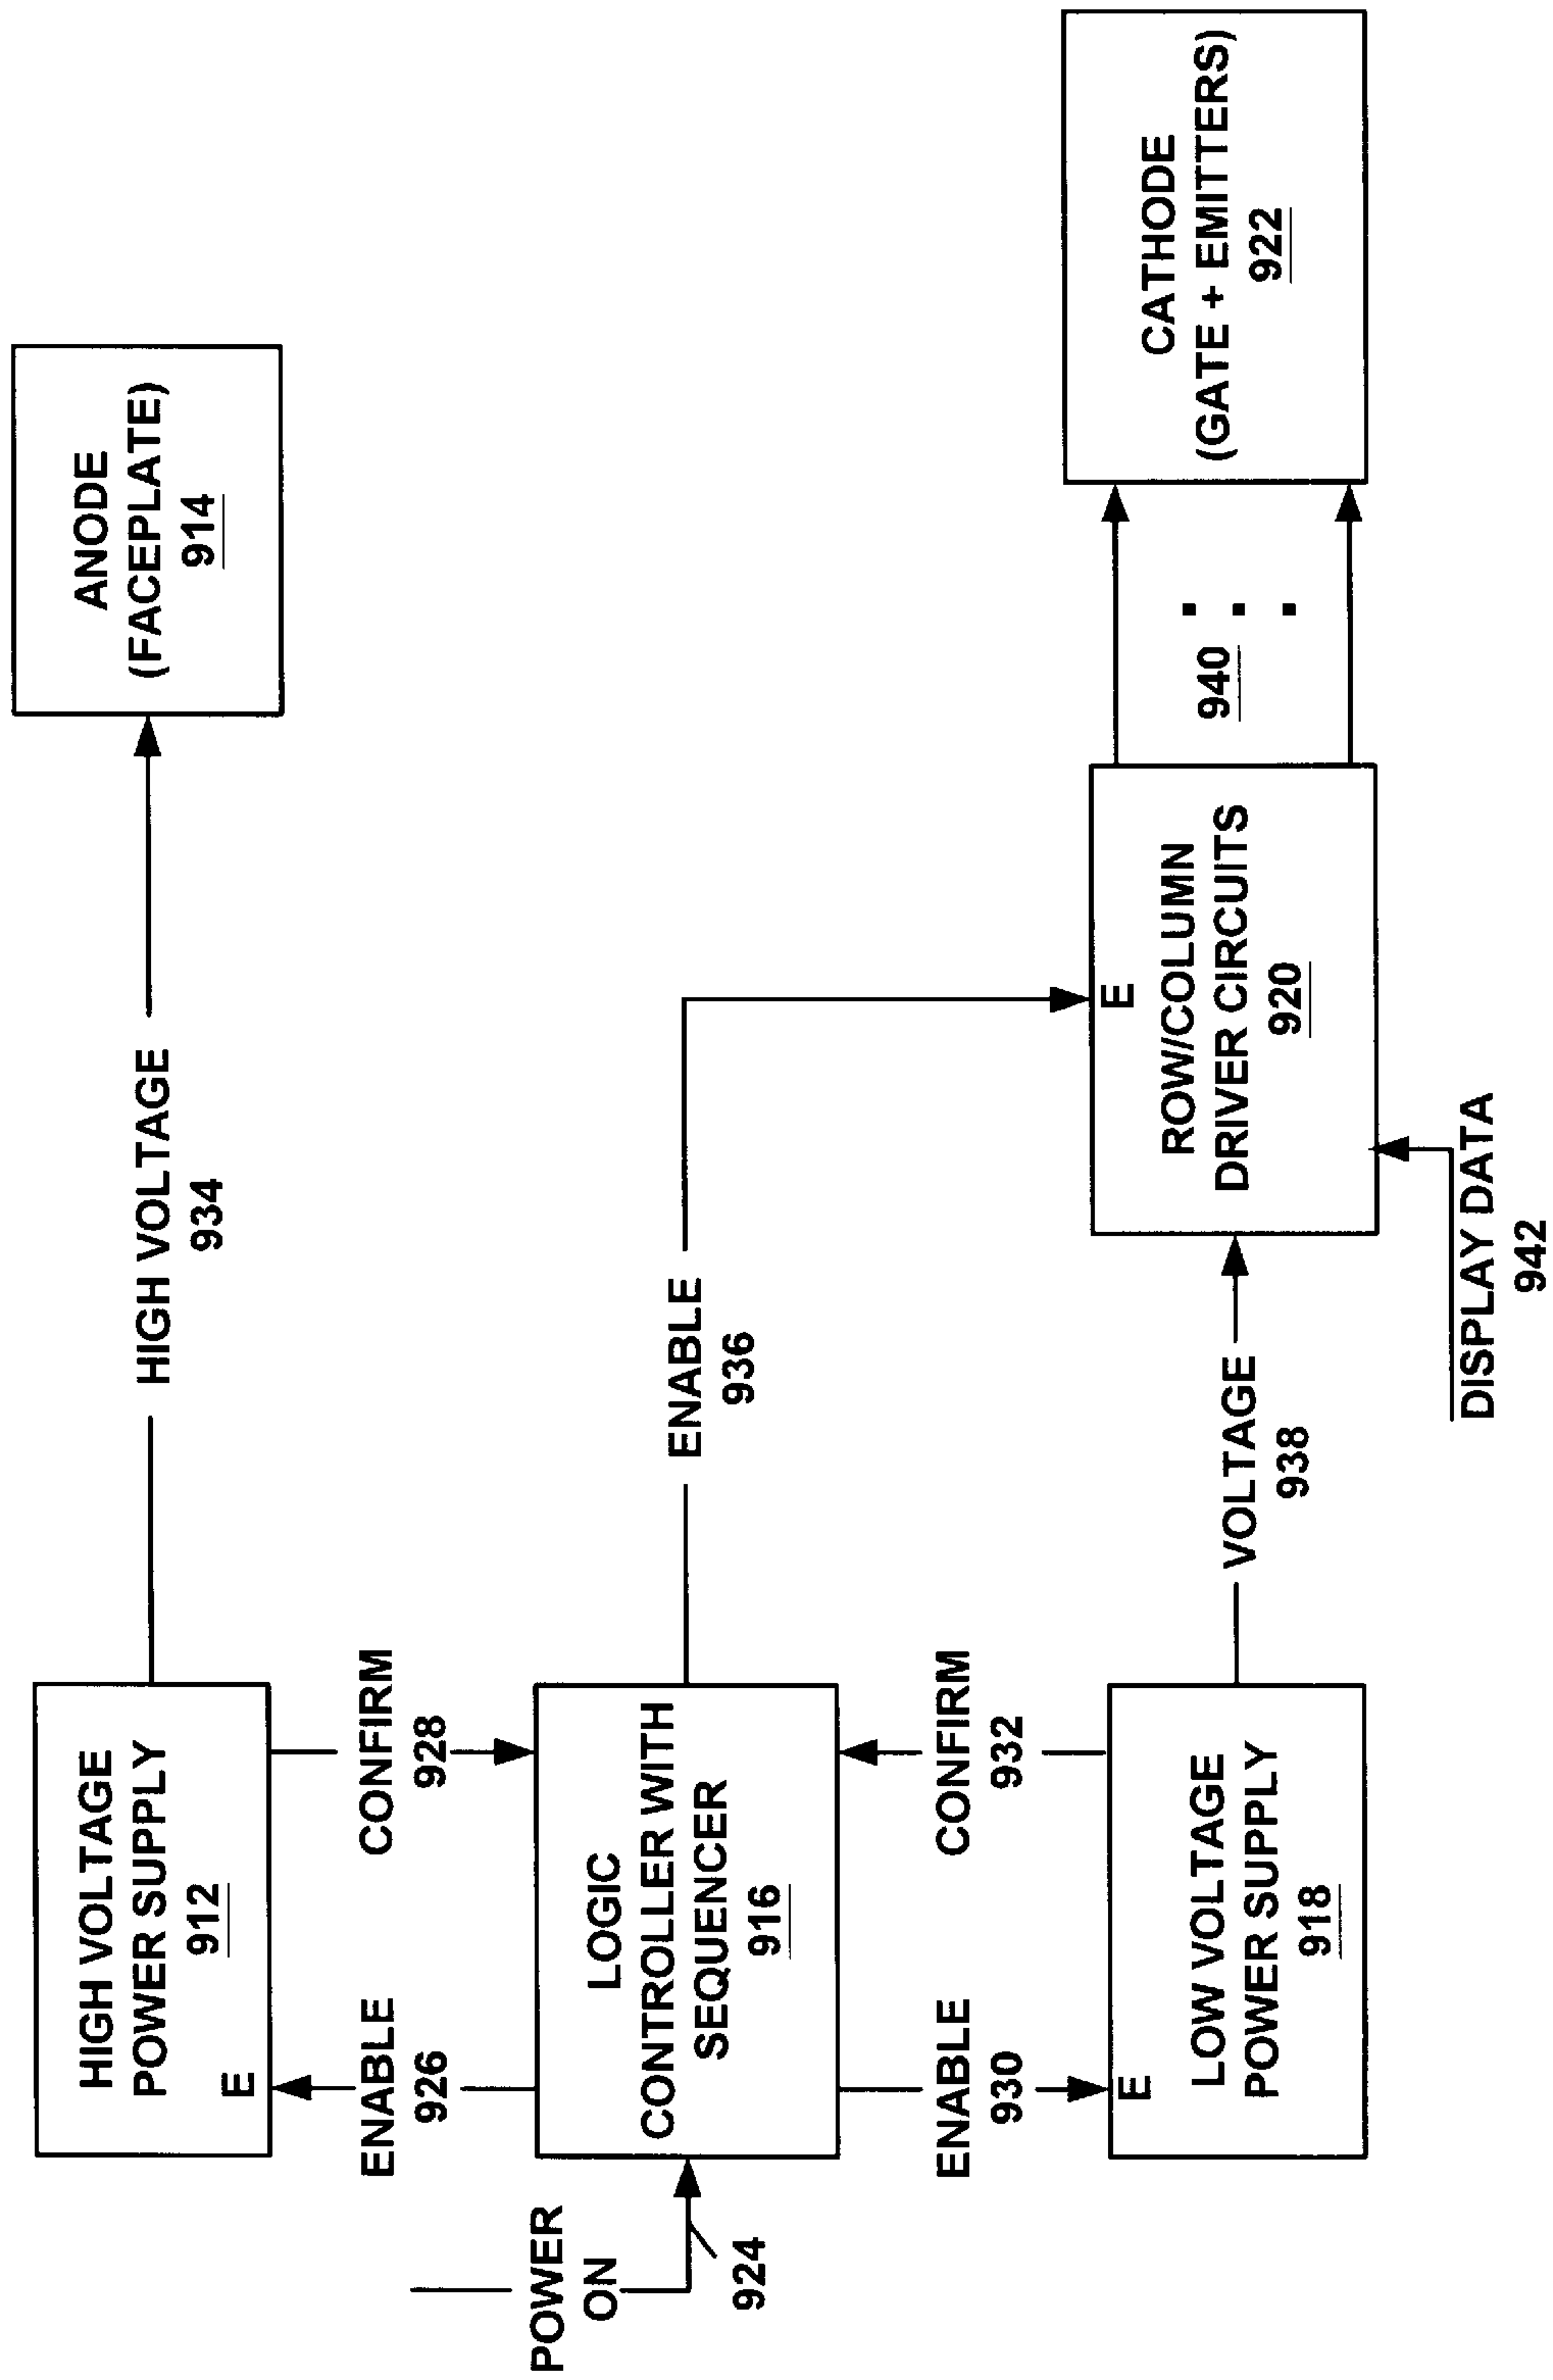 HIGH VOLTAGE
POWER SUPPLY
912
E
HIGH VOLTAGE
934
ANODE
(FACEPLATE)
914
ENABLE
926
CONFIRM
928
POWER
ON
924
LOGIC
CONTROLLER WITH
SEQUENCER
916
ENABLE
936
ENABLE
930
CONFIRM
932
E
LOW VOLTAGE
POWER SUPPLY
918
VOLTAGE
938
E
ROW/COLUMN
DRIVER CIRCUITS
920
940
CATHODE
(GATE + EMITTERS)
922
DISPLAY DATA
942